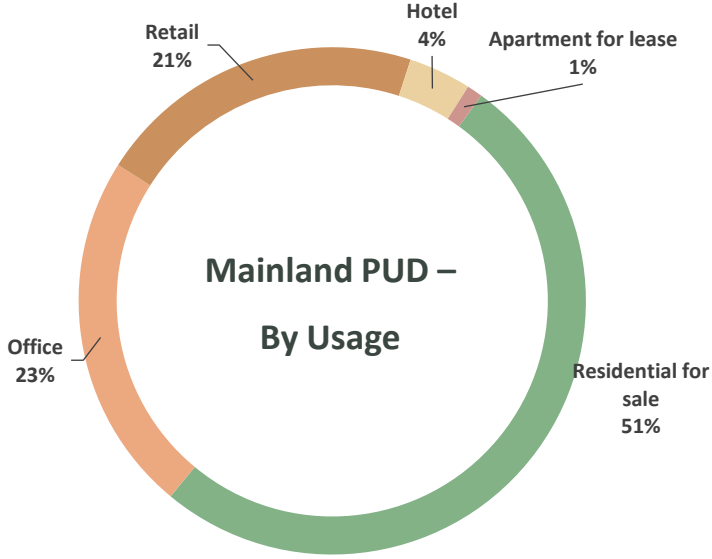 Hotel
4%
Retail
21%
Apartment for lease
1%
Mainland PUD –
By Usage
Office
23%
Residential for
sale
51%